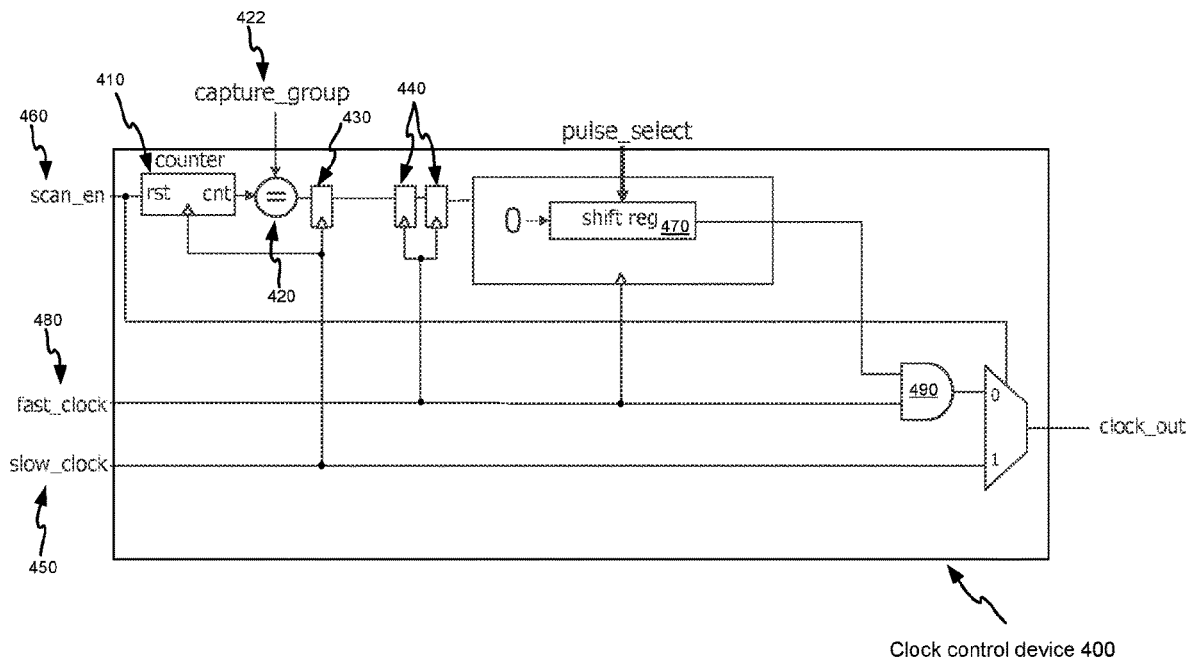 422
410
capture_group
440
430
460
pulse_select
counter
scan_en
rst
cnt
==
0
shift reg 470
420
480
490
0
fast_clock
clock_out
slow_clock
1
450
Clock control device 400